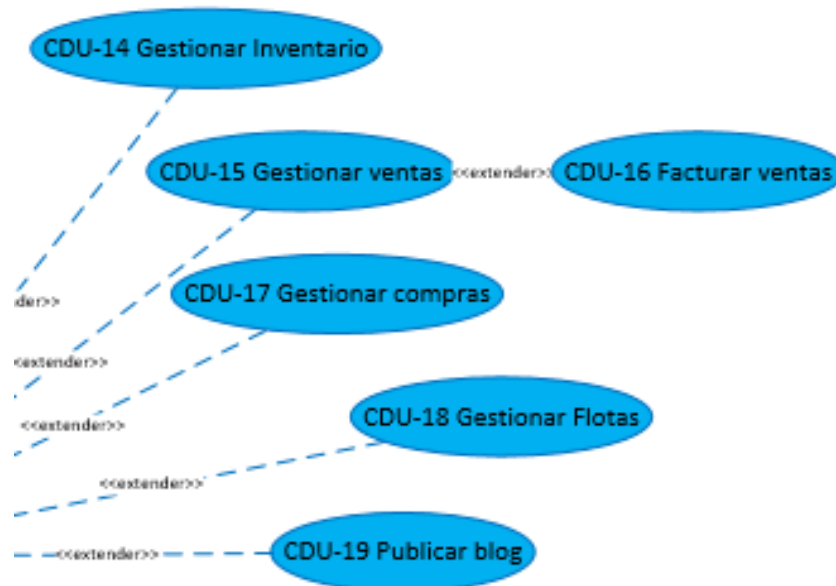 CDU-14 Gestionar Inventario
CDU-15 Gestionar ventas
<<extender>>
CDU-16 Facturar ventas
CDU-17 Gestionar compras
der>>
<<extender>>
<<extender>>
CDU-18 Gestionar Flotas
<<extender>>
<<extender>>
CDU-19 Publicar blog